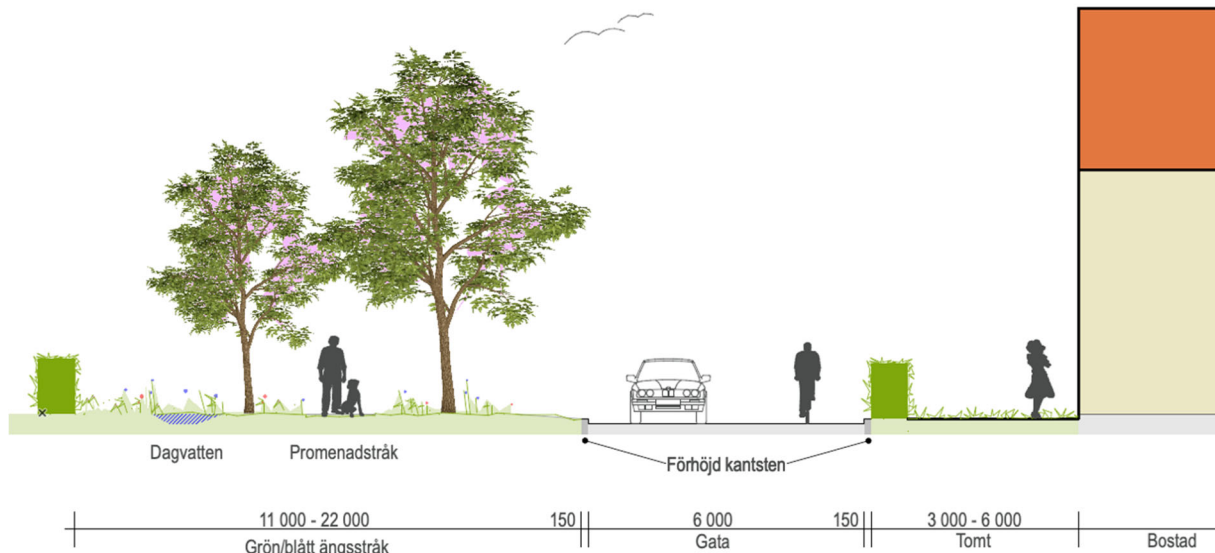 Dagvatten
Promenadstråk
Förhöjd kantsten
11 000 - 22 000
150
6 000
150
3 000 - 6 000
Grön/blått ängsstråk
Gata
Tomt
Bostad